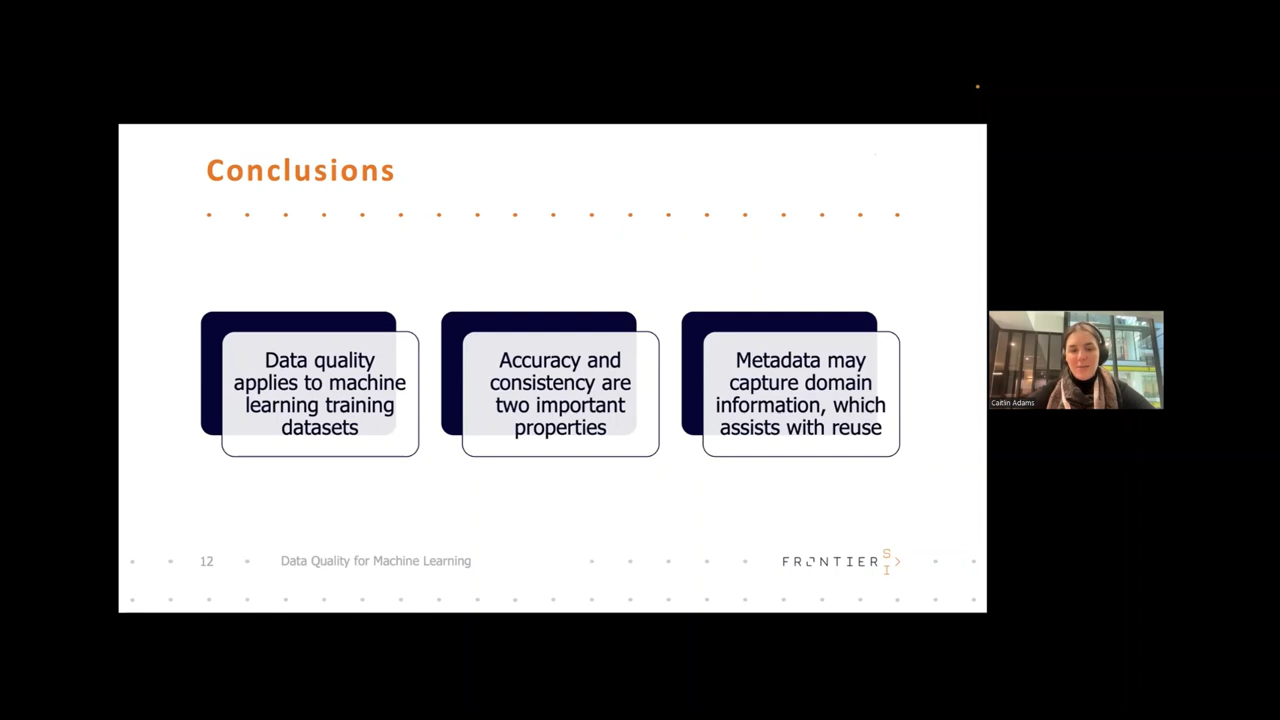 Conclusions
Data quality
applies to machine
learning training
datasets
Accuracy and
consistency are
two important
properties
Metadata may
capture domain
information, which
assists with reuse
Caitlin Adams
12
Data Quality for Machine Learning
FRONTIER SI